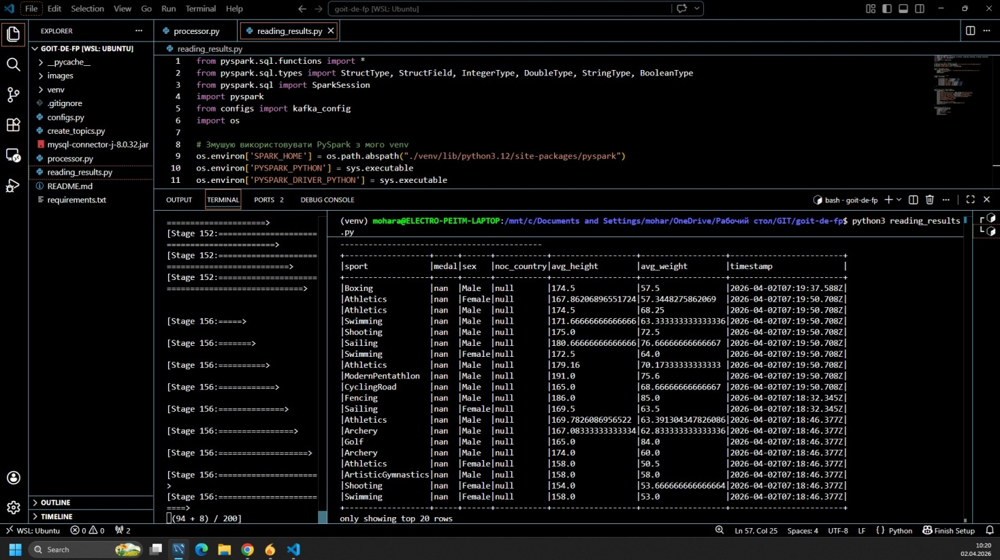 File Edit Selection View Go Run Terminal Help
goit-de-fp [WSL: Ubuntu]
EXPLORER
GOIT-DE-FP [WSL: UBUNTU]
__pycache__
images
venv
.gitignore
configs.py
create_topics.py
mysql-connector-j-8.0.32.jar
processor.py
reading_results.py
README.md
requirements.txt
OUTLINE
TIMELINE
processor.py
reading_results.py
reading_results.py
1 from pyspark.sql.functions import *
2 from pyspark.sql.types import StructType, StructField, IntegerType, DoubleType, StringType, BooleanType
3 from pyspark.sql import SparkSession
4 import pyspark
5 from configs import kafka_config
6 import os
7
8 # Змушую використовувати PySpark з мого venv
9 os.environ['SPARK_HOME'] = os.path.abspath("./venv/lib/python3.12/site-packages/pyspark")
10 os.environ['PYSPARK_PYTHON'] = sys.executable
11 os.environ['PYSPARK_DRIVER_PYTHON'] = sys.executable
OUTPUT TERMINAL PORTS 2 DEBUG CONSOLE
bash - goit-de-fp
=====================>
[Stage 152:=====================
=======================>
[Stage 152:=====================
==========================>
[Stage 152:=====================
=============================>
[Stage 156:=====>
[Stage 156:=======>
[Stage 156:==========>
[Stage 156:============>
[Stage 156:==============>
[Stage 156:================>
[Stage 156:===================>
[Stage 156:=====================
>
[Stage 156:=====================
====>
(94 + 8) / 200]
(venv) mohara@ELECTRO-PEITM-LAPTOP:/mnt/c/Documents and Settings/mohar/OneDrive/Рабочий стол/GIT/goit-de-fp$ python3 reading_results
.py
-------------------------------------------
+------------------+-----+------+-----------+------------------+------------------+------------------------+
|sport |medal|sex |noc_country|avg_height |avg_weight |timestamp |
+------------------+-----+------+-----------+------------------+------------------+------------------------+
|Boxing |nan |Male |null |174.5 |57.5 |2026-04-02T07:19:37.588Z|
|Athletics |nan |Female|null |167.86206896551724|57.3448275862069 |2026-04-02T07:19:50.708Z|
|Athletics |nan |Male |null |174.5 |68.25 |2026-04-02T07:19:50.708Z|
|Swimming |nan |Male |null |171.66666666666666|63.333333333333336|2026-04-02T07:19:50.708Z|
|Shooting |nan |Male |null |175.0 |72.5 |2026-04-02T07:19:50.708Z|
|Sailing |nan |Male |null |180.66666666666666|76.66666666666667 |2026-04-02T07:19:50.708Z|
|Swimming |nan |Female|null |172.5 |64.0 |2026-04-02T07:19:50.708Z|
|Athletics |nan |Male |null |179.16 |70.17333333333333 |2026-04-02T07:19:50.708Z|
|ModernPentathlon |nan |Male |null |191.0 |75.6 |2026-04-02T07:19:50.708Z|
|CyclingRoad |nan |Male |null |165.0 |68.66666666666667 |2026-04-02T07:19:50.708Z|
|Fencing |nan |Male |null |186.0 |85.0 |2026-04-02T07:18:32.345Z|
|Sailing |nan |Female|null |169.5 |63.5 |2026-04-02T07:18:32.345Z|
|Athletics |nan |Male |null |169.7826086956522 |63.391304347826086|2026-04-02T07:18:46.377Z|
|Archery |nan |Male |null |167.08333333333334|62.833333333333336|2026-04-02T07:18:46.377Z|
|Golf |nan |Male |null |165.0 |84.0 |2026-04-02T07:18:46.377Z|
|Archery |nan |Male |null |174.0 |60.0 |2026-04-02T07:18:46.377Z|
|Athletics |nan |Female|null |158.0 |50.5 |2026-04-02T07:18:46.377Z|
|ArtisticGymnastics|nan |Male |null |158.0 |58.0 |2026-04-02T07:18:46.377Z|
|Shooting |nan |Female|null |154.0 |53.666666666666664|2026-04-02T07:18:46.377Z|
|Swimming |nan |Female|null |158.0 |53.0 |2026-04-02T07:18:46.377Z|
+------------------+-----+------+-----------+------------------+------------------+------------------------+
only showing top 20 rows
WSL: Ubuntu 0 0 2 Ln 57, Col 25 Spaces: 4 UTF-8 LF Python Finish Setup
Search
10:20
02.04.2026